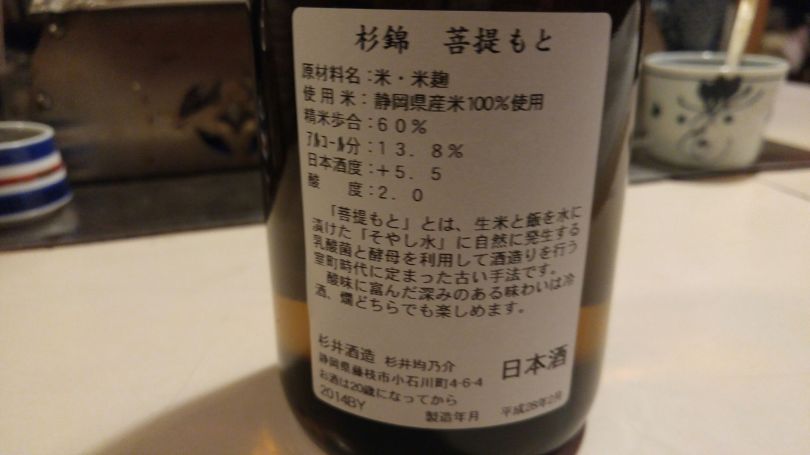 杉錦 菩提もと
原材料名：米・米麹
使用米：静岡県産米100%使用
精米歩合：60%
ｱﾙｺｰﾙ分：13.8%
日本酒度：+5.5
酸度：2.0
「菩提もと」とは、生米と飯を水に
漬けた「そやし水」に自然に発生する
乳酸菌と酵母を利用して酒造りを行う
室町時代に定まった古い手法です。
酸味に富んだ深みのある味わいは冷
酒、燗どちらでも楽しめます。
杉井酒造 杉井均乃介
静岡県藤枝市小石川町4-6-4
日本酒
お酒は20歳になってから
2014BY
製造年月 平成28年2月